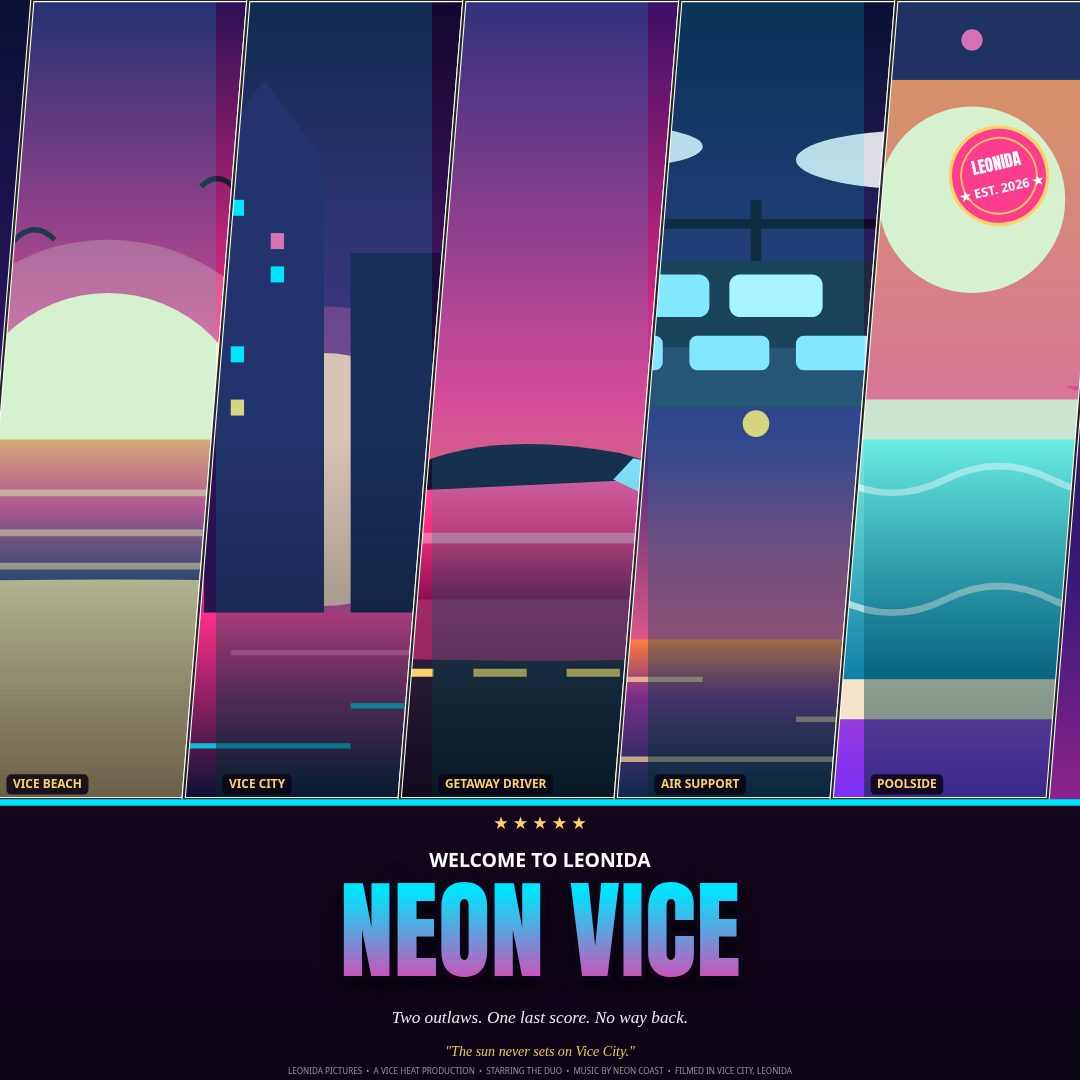 LEONIDA
★ EST. 2026 ★
VICE BEACH
VICE CITY
GETAWAY DRIVER
AIR SUPPORT
POOLSIDE
★ ★ ★ ★ ★
WELCOME TO LEONIDA
NEON VICE
Two outlaws. One last score. No way back.
"The sun never sets on Vice City."
LEONIDA PICTURES • A VICE HEAT PRODUCTION • STARRING THE DUO • MUSIC BY NEON COAST • FILMED IN VICE CITY, LEONIDA